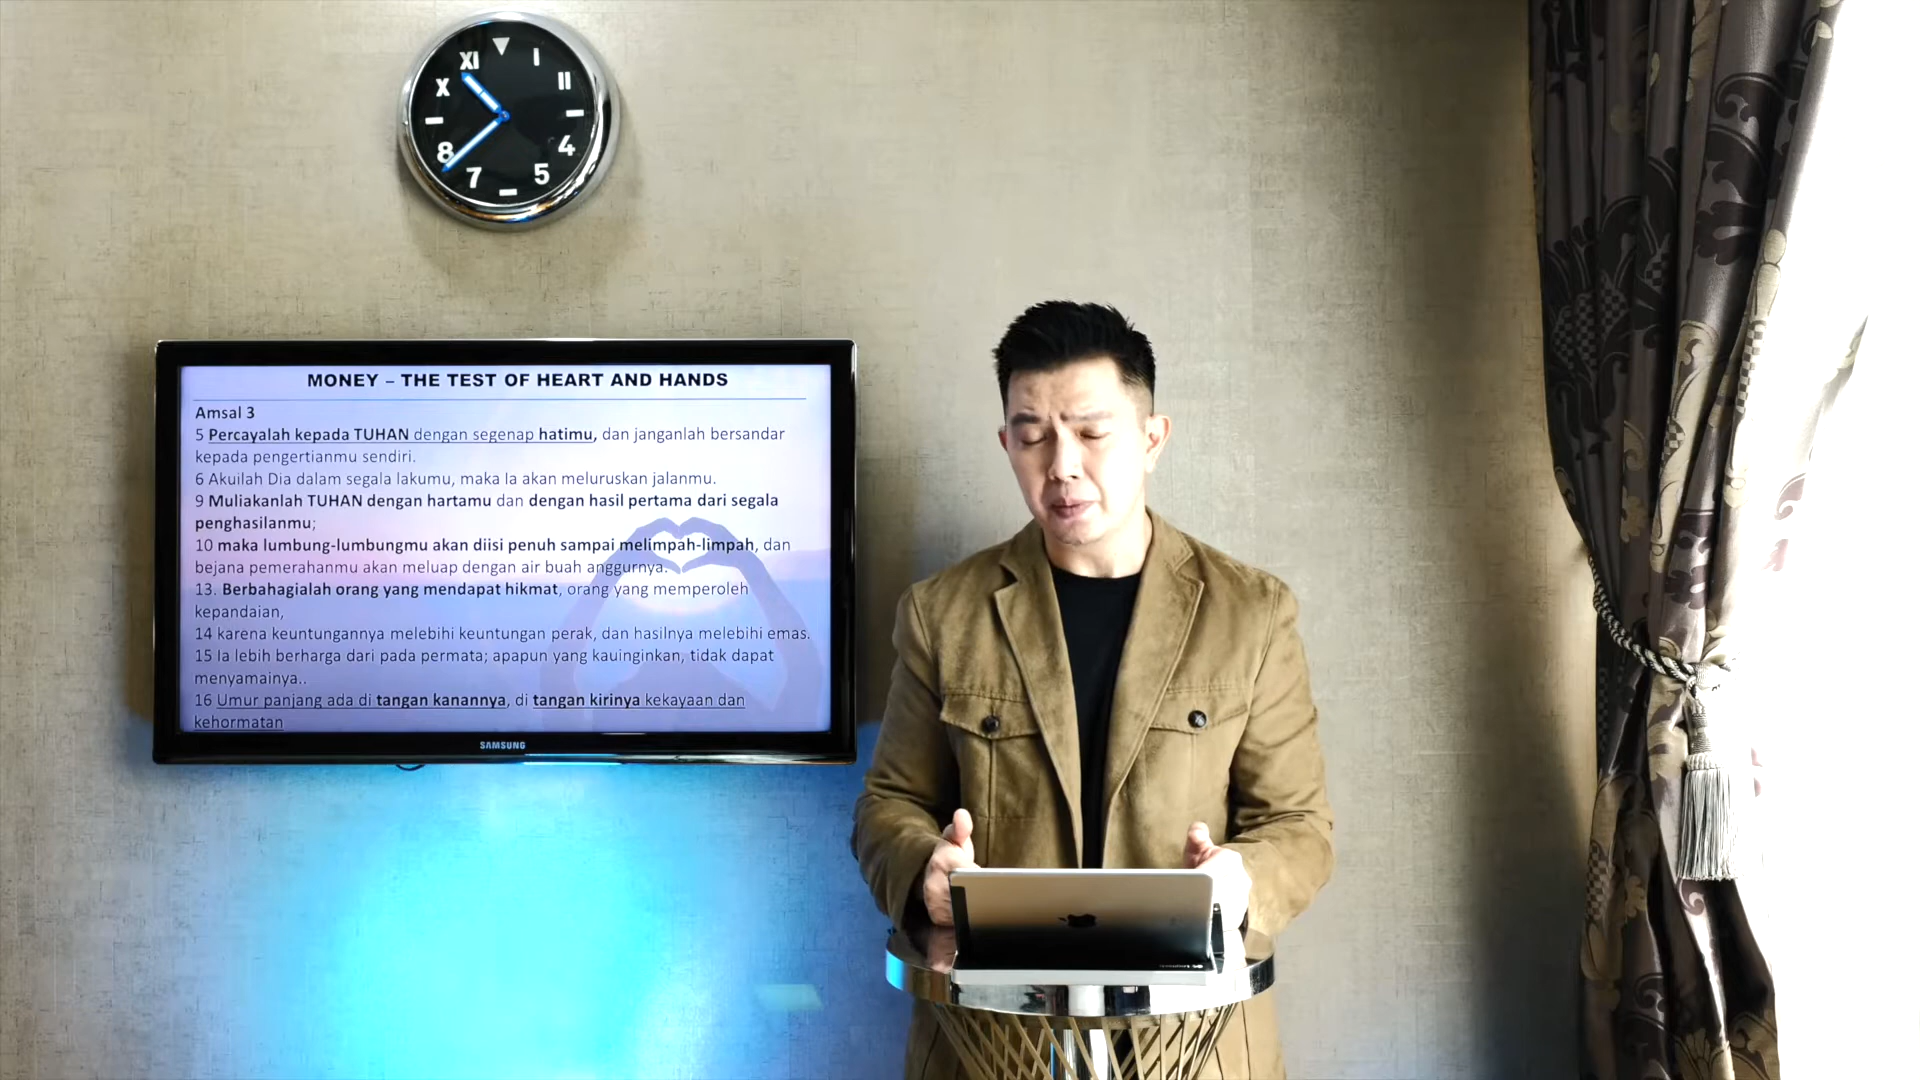 XI
I
X
II
8
4
7
5
MONEY – THE TEST OF HEART AND HANDS
Amsal 3
5 Percayalah kepada TUHAN dengan segenap hatimu, dan janganlah bersandar
kepada pengertianmu sendiri.
6 Akuilah Dia dalam segala lakumu, maka Ia akan meluruskan jalanmu.
9 Muliakanlah TUHAN dengan hartamu dan dengan hasil pertama dari segala
penghasilanmu;
10 maka lumbung-lumbungmu akan diisi penuh sampai melimpah-limpah, dan
bejana pemerahanmu akan meluap dengan air buah anggurnya.
13. Berbahagialah orang yang mendapat hikmat, orang yang memperoleh
kepandaian,
14 karena keuntungannya melebihi keuntungan perak, dan hasilnya melebihi emas.
15 Ia lebih berharga dari pada permata; apapun yang kauinginkan, tidak dapat
menyamainya..
16 Umur panjang ada di tangan kanannya, di tangan kirinya kekayaan dan
kehormatan
SAMSUNG